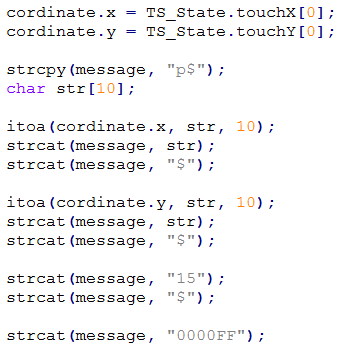 cordinate.x = TS_State.touchX[0];
cordinate.y = TS_State.touchY[0];
strcpy(message, "p$");
char str[10];
itoa(cordinate.x, str, 10);
strcat(message, str);
strcat(message, "$");
itoa(cordinate.y, str, 10);
strcat(message, str);
strcat(message, "$");
strcat(message, "15");
strcat(message, "$");
strcat(message, "0000FF");